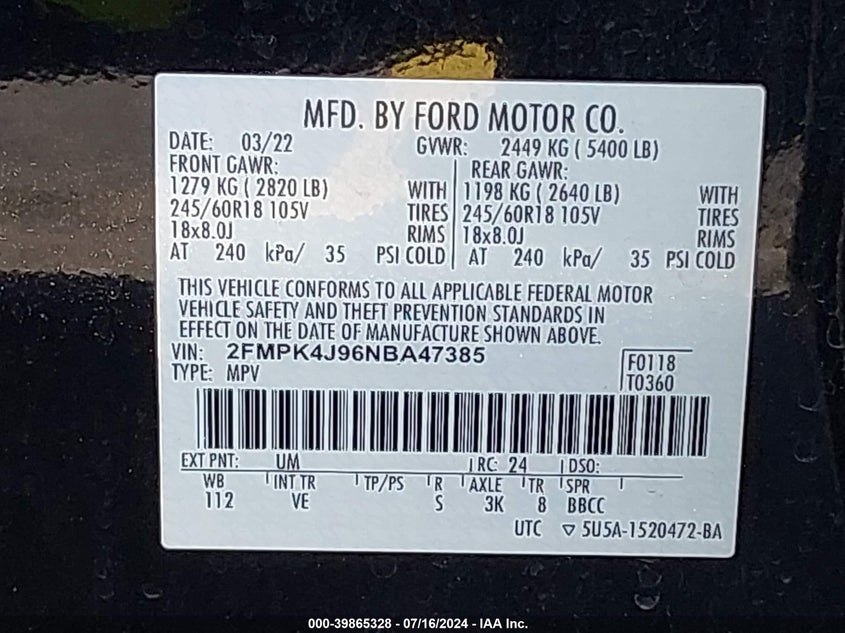 MFD. BY FORD MOTOR CO.
DATE: 03/22 GVWR: 2449 KG ( 5400 LB)
FRONT GAWR: REAR GAWR:
1279 KG ( 2820 LB) WITH 1198 KG ( 2640 LB) WITH
245/60R18 105V TIRES 245/60R18 105V TIRES
18x8.0J RIMS 18x8.0J RIMS
AT 240 kPa/ 35 PSI COLD AT 240 kPa/ 35 PSI COLD
THIS VEHICLE CONFORMS TO ALL APPLICABLE FEDERAL MOTOR
VEHICLE SAFETY AND THEFT PREVENTION STANDARDS IN
EFFECT ON THE DATE OF MANUFACTURE SHOWN ABOVE.
VIN: 2FMPK4J96NBA47385 F0118
TYPE: MPV T0360
EXT PNT: UM RC: 24 DSO:
WB INT TR TP/PS R AXLE TR SPR
112 VE S 3K 8 BBCC
UTC ▽ 5U5A-1520472-BA
000-39865328 - 07/16/2024 - IAA Inc.